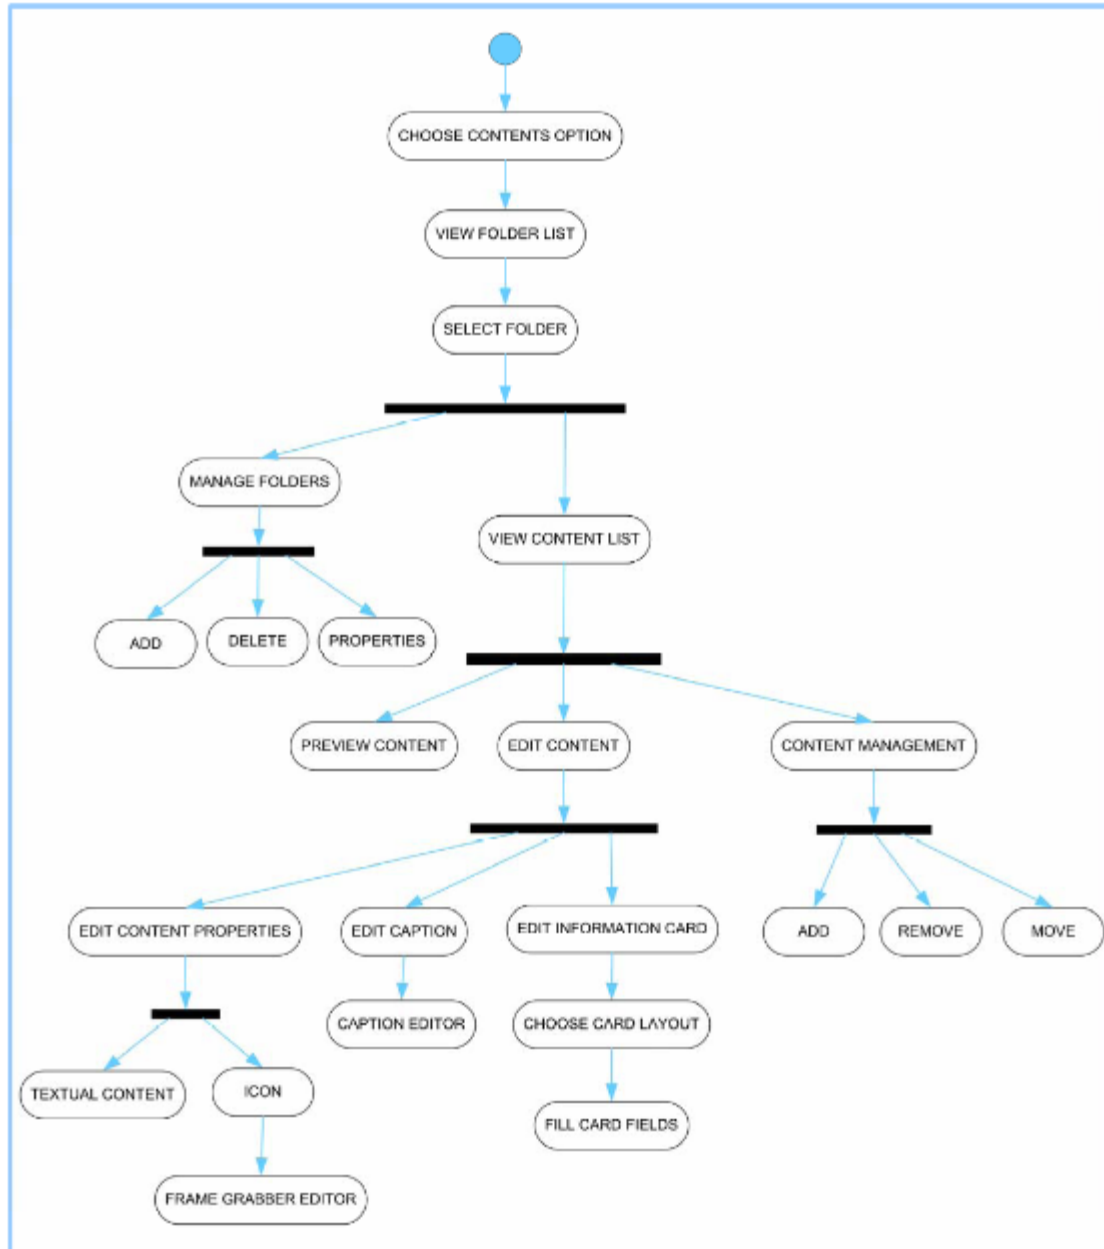 CHOOSE CONTENTS OPTION
VIEW FOLDER LIST
SELECT FOLDER
MANAGE FOLDERS
VIEW CONTENT LIST
ADD
DELETE
PROPERTIES
PREVIEW CONTENT
EDIT CONTENT
CONTENT MANAGEMENT
EDIT CONTENT PROPERTIES
EDIT CAPTION
EDIT INFORMATION CARD
ADD
REMOVE
MOVE
CAPTION EDITOR
CHOOSE CARD LAYOUT
TEXTUAL CONTENT
ICON
FILL CARD FIELDS
FRAME GRABBER EDITOR